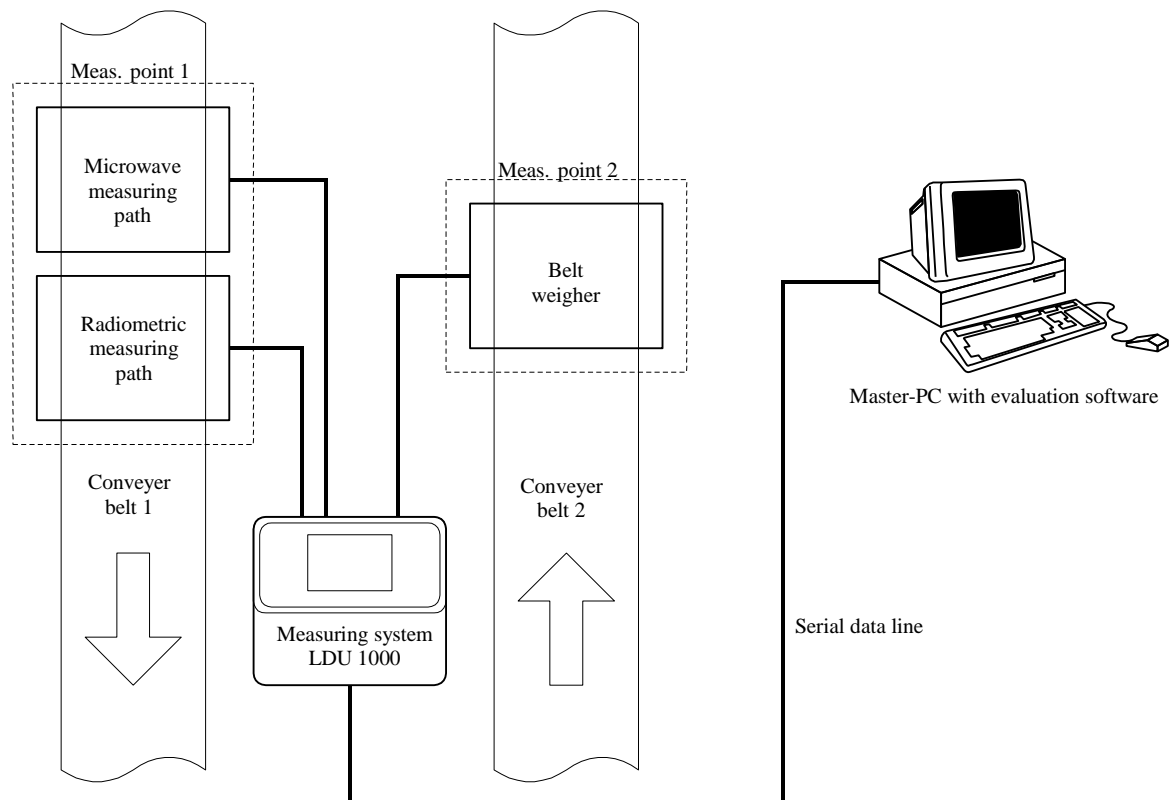 Meas. point 1
Microwave
measuring
path
Radiometric
measuring
path
Conveyer
belt 1
Measuring system
LDU 1000
Meas. point 2
Belt
weigher
Conveyer
belt 2
Master-PC with evaluation software
Serial data line